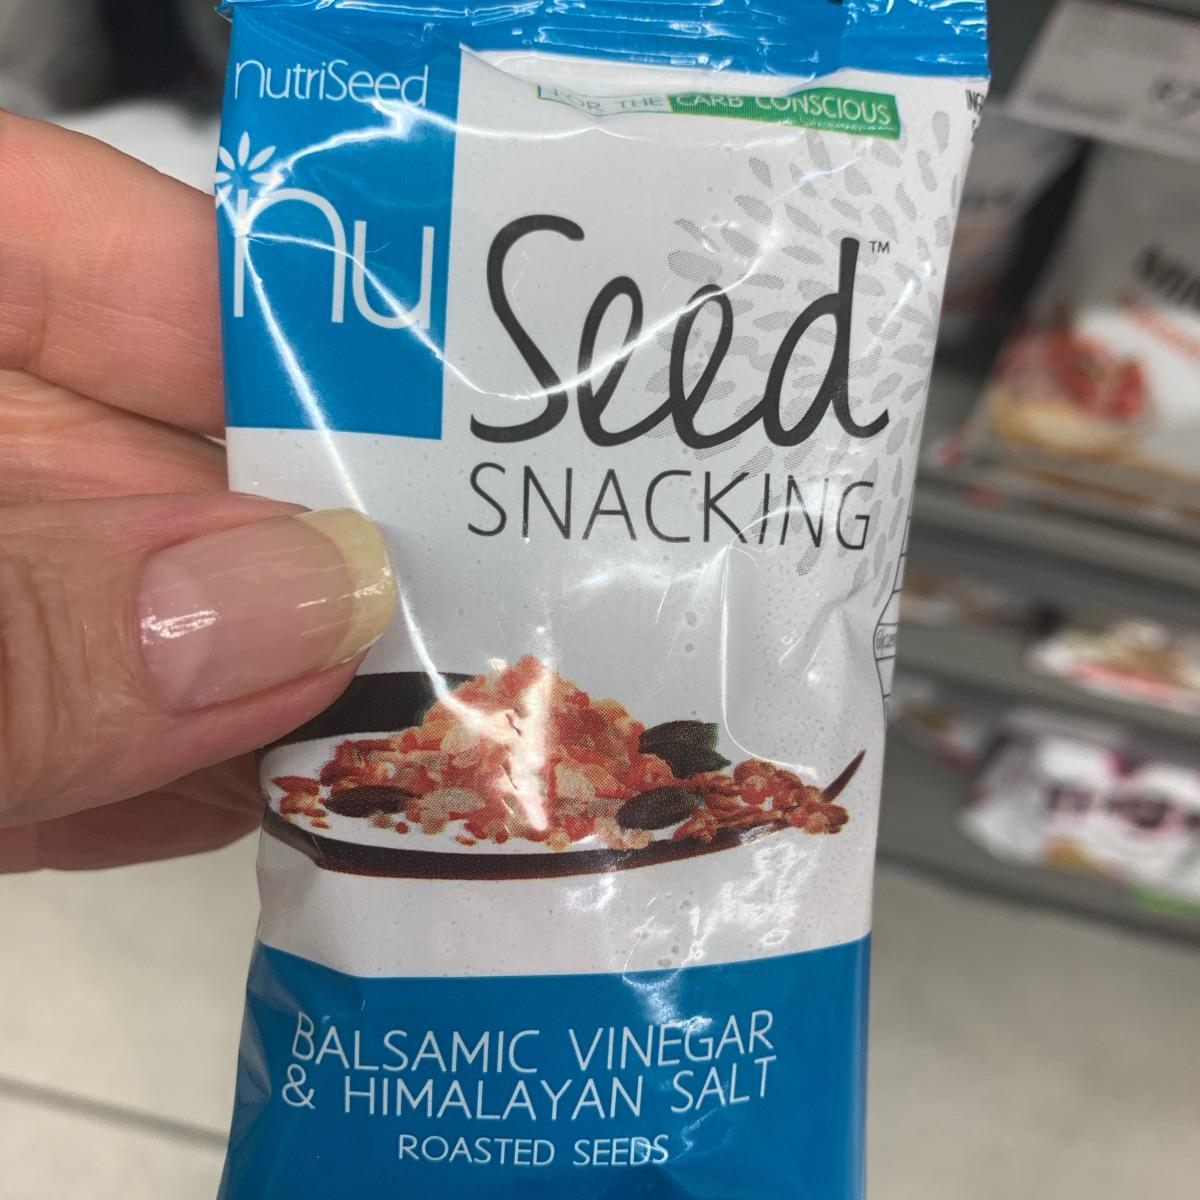 nutriSeed
FOR THE CARB CONSCIOUS
nu
Seed™
SNACKING
BALSAMIC VINEGAR
& HIMALAYAN SALT
ROASTED SEEDS